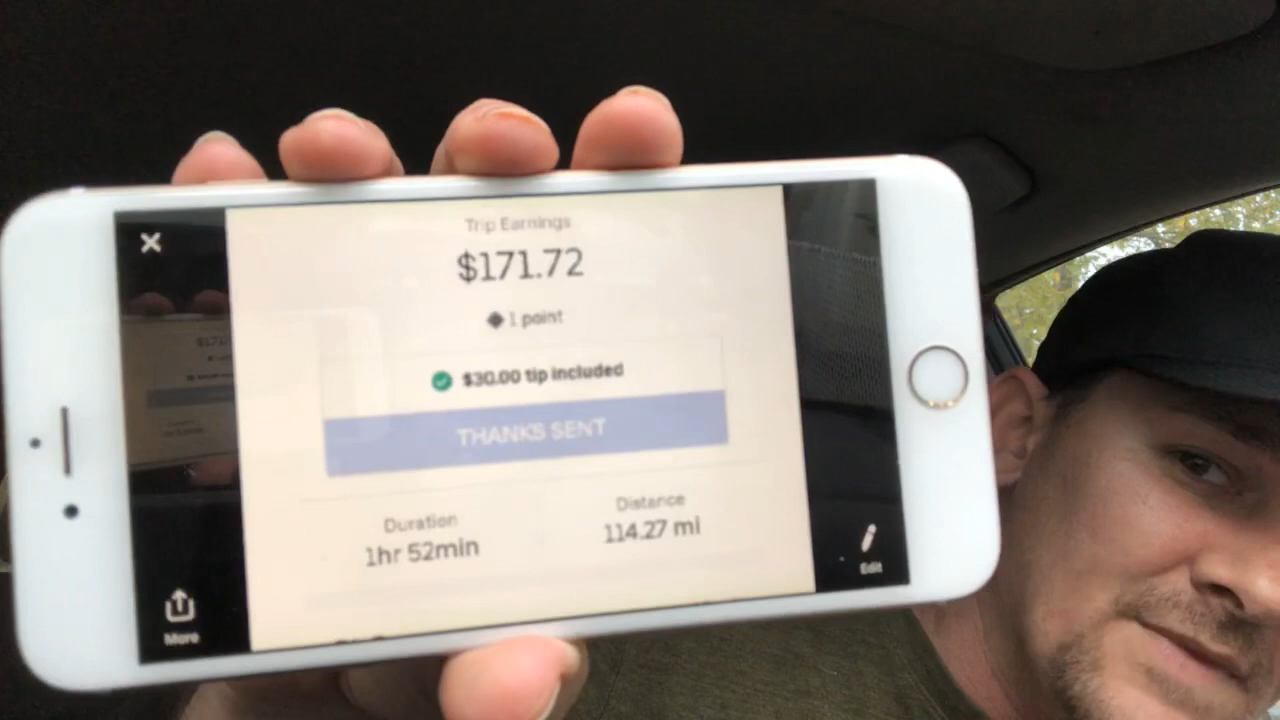 Trip Earnings
$171.72
1 point
$30.00 tip included
THANKS SENT
Duration
Distance
1hr 52min
114.27 mi
More
Edit